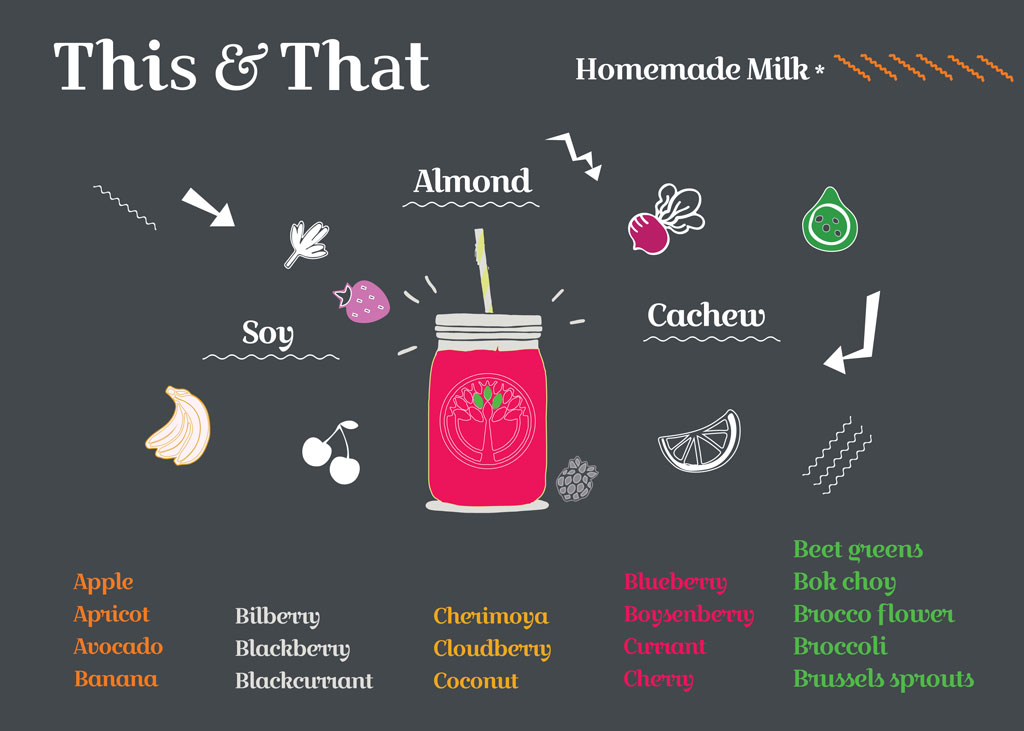 This & That
Homemade Milk *
Almond
Soy
Cachew
Apple
Apricot
Avocado
Banana
Bilberry
Blackberry
Blackcurrant
Cherimoya
Cloudberry
Coconut
Blueberry
Boysenberry
Currant
Cherry
Beet greens
Bok choy
Brocco flower
Broccoli
Brussels sprouts